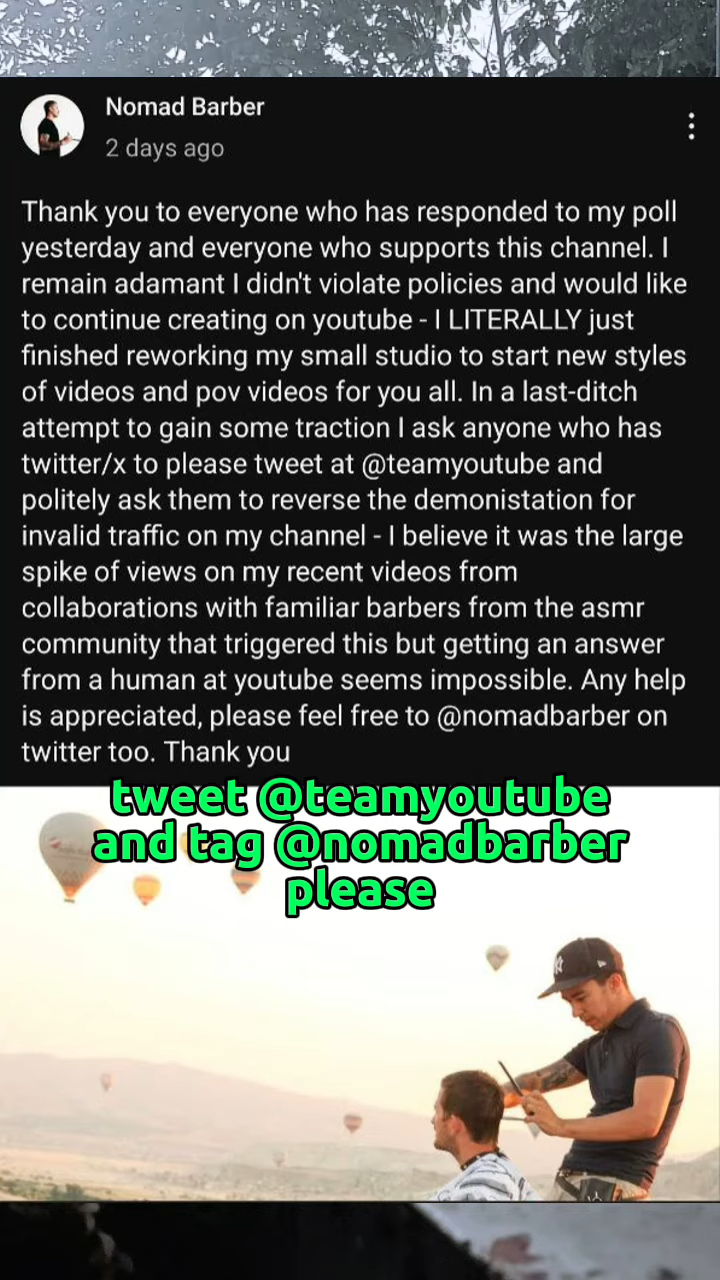 Nomad Barber
2 days ago
Thank you to everyone who has responded to my poll
yesterday and everyone who supports this channel. I
remain adamant I didn't violate policies and would like
to continue creating on youtube - I LITERALLY just
finished reworking my small studio to start new styles
of videos and pov videos for you all. In a last-ditch
attempt to gain some traction I ask anyone who has
twitter/x to please tweet at @teamyoutube and
politely ask them to reverse the demonistation for
invalid traffic on my channel - I believe it was the large
spike of views on my recent videos from
collaborations with familiar barbers from the asmr
community that triggered this but getting an answer
from a human at youtube seems impossible. Any help
is appreciated, please feel free to @nomadbarber on
twitter too. Thank you
tweet @teamyoutube
and tag @nomadbarber
please